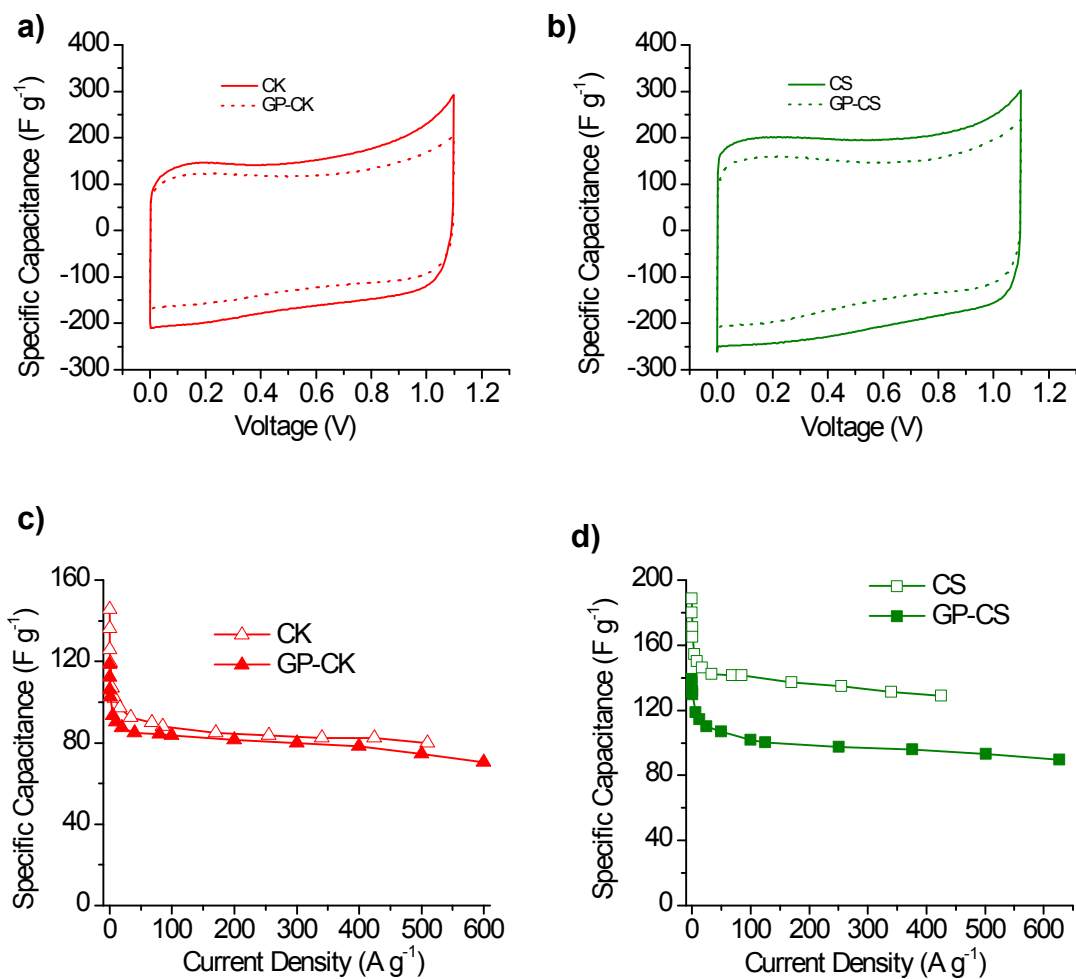 a)
400
300
200
100
0
-100
-200
-300
Specific Capacitance (F g⁻¹)
CK
GP-CK
0.0 0.2 0.4 0.6 0.8 1.0 1.2
Voltage (V)
b)
400
300
200
100
0
-100
-200
-300
Specific Capacitance (F g⁻¹)
CS
GP-CS
0.0 0.2 0.4 0.6 0.8 1.0 1.2
Voltage (V)
c)
160
120
80
40
0
Specific Capacitance (F g⁻¹)
CK
GP-CK
0 100 200 300 400 500 600
Current Density (A g⁻¹)
d)
200
160
120
80
40
0
Specific Capacitance (F g⁻¹)
CS
GP-CS
0 100 200 300 400 500 600
Current Density (A g⁻¹)